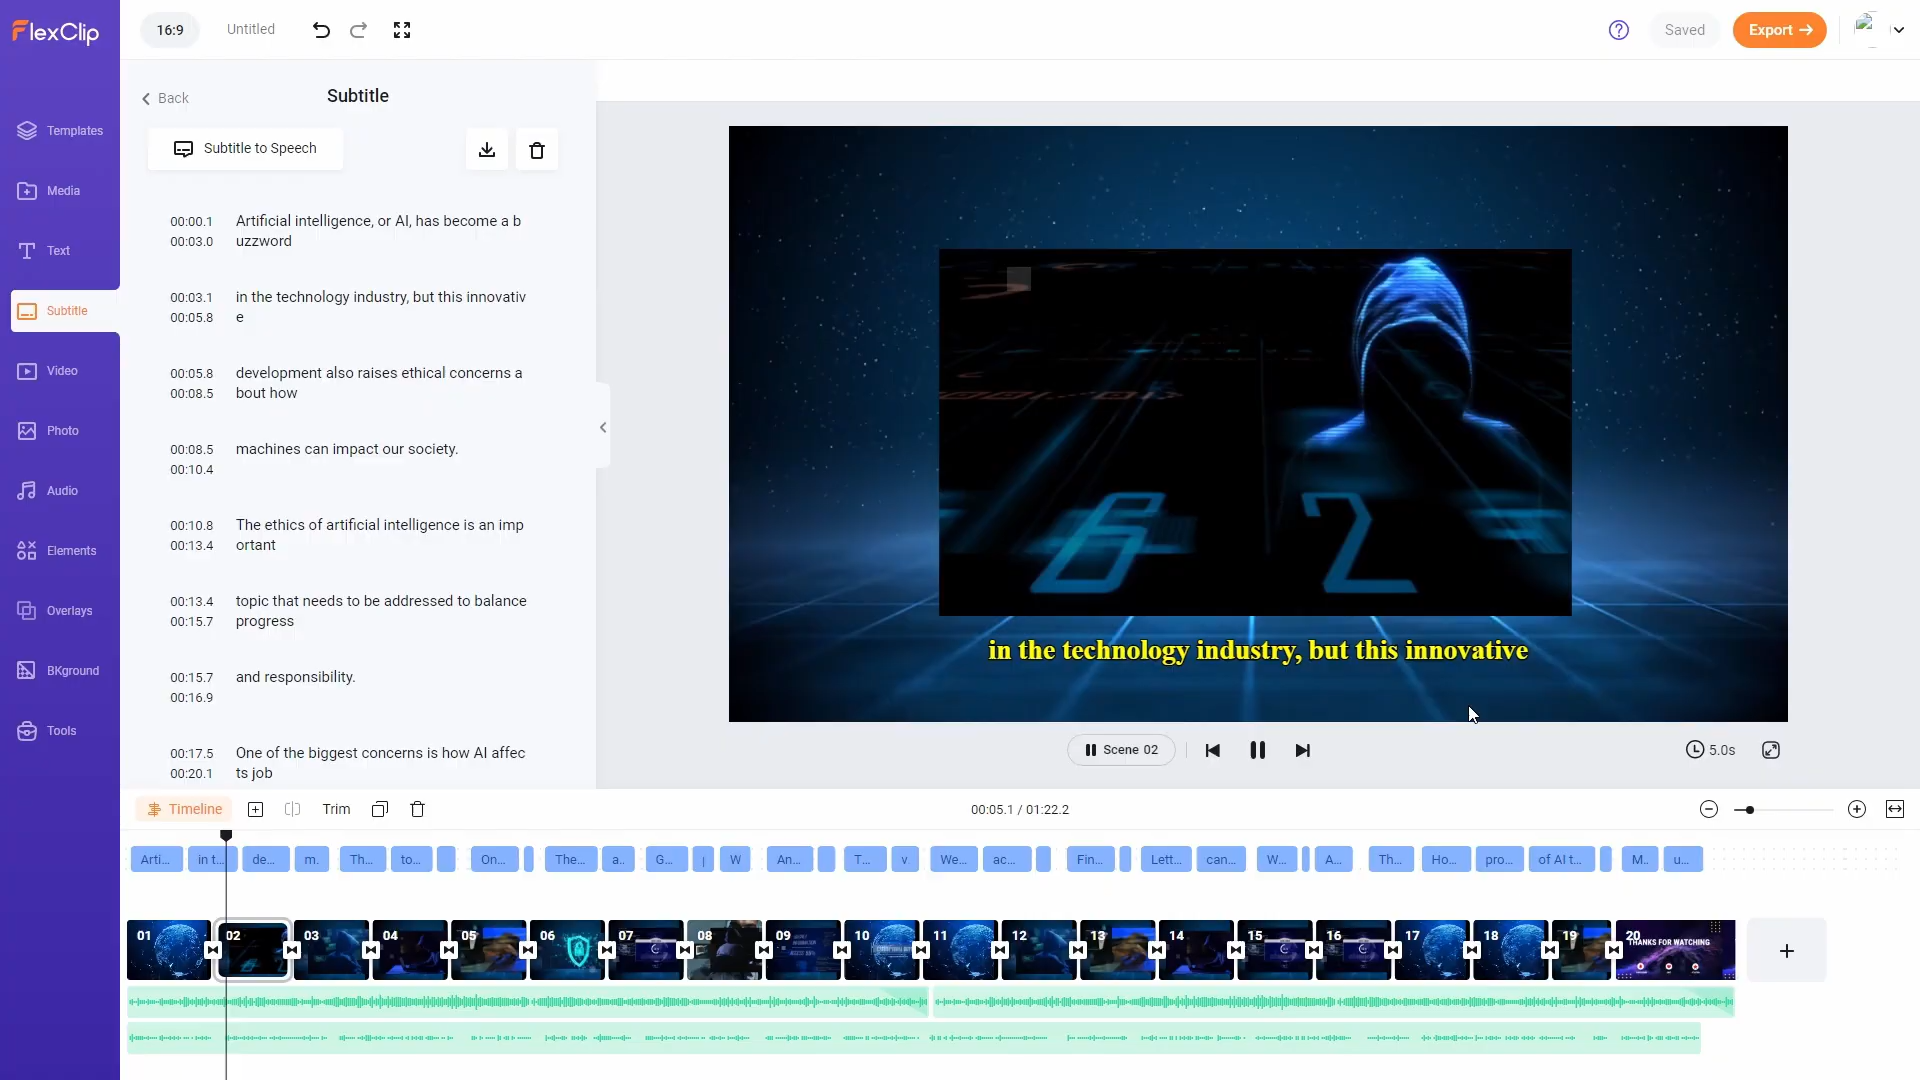 FlexClip
16:9
Untitled
Saved
Export
Templates
Media
Text
Subtitle
Video
Photo
Audio
Elements
Overlays
BKground
Tools
Back
Subtitle
Subtitle to Speech
00:00.1 Artificial intelligence, or AI, has become a b
00:03.0 uzzword
00:03.1 in the technology industry, but this innovativ
00:05.8 e
00:05.8 development also raises ethical concerns a
00:08.5 bout how
00:08.5 machines can impact our society.
00:10.4
00:10.8 The ethics of artificial intelligence is an imp
00:13.4 ortant
00:13.4 topic that needs to be addressed to balance
00:15.7 progress
00:15.7 and responsibility.
00:16.9
00:17.5 One of the biggest concerns is how AI affec
00:20.1 ts job
6 2
in the technology industry, but this innovative
Scene 02
5.0s
Timeline
Trim
00:05.1 / 01:22.2
Arti... in t... de... m. Th... to... On... The... a.. G... W An... T... v We... ac... Fin... Lett... can... W... A... Th... Ho... pro... of AI t... M.. u...
01 02 03 04 05 06 07 08 09 10 11 12 13 14 15 16 17 18 19 20
THANKS FOR WATCHING